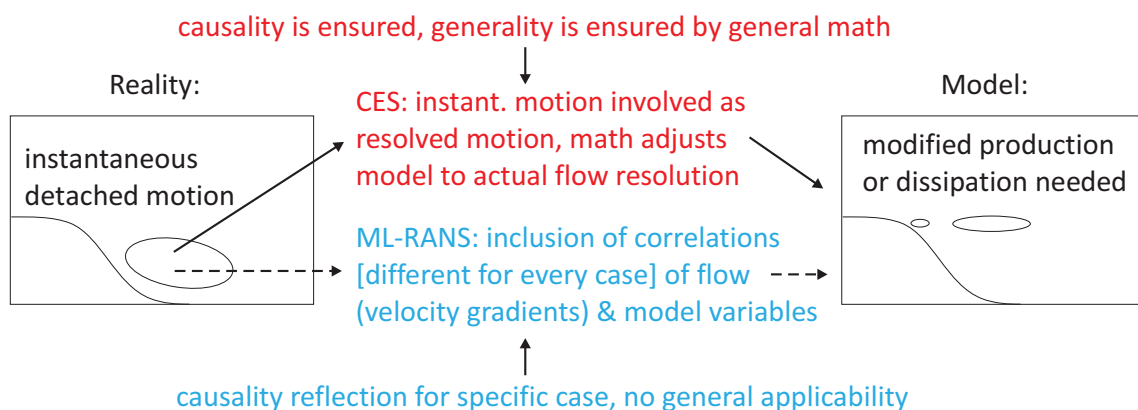 causality is ensured, generality is ensured by general math
Reality:
instantaneous
detached motion
CES: instant. motion involved as
resolved motion, math adjusts
model to actual flow resolution
ML-RANS: inclusion of correlations
[different for every case] of flow
(velocity gradients) & model variables
Model:
modified production
or dissipation needed
causality reflection for specific case, no general applicability